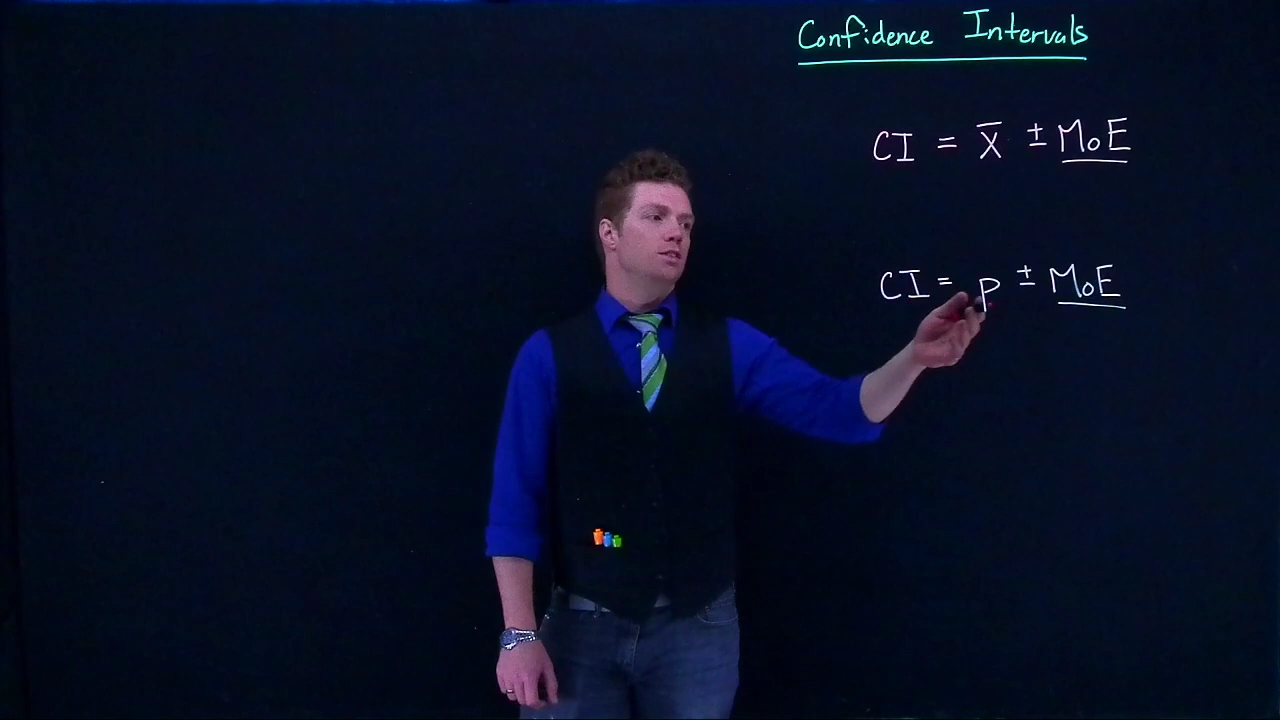 Confidence Intervals
CI = X̅ ± MoE
CI = p ± MoE